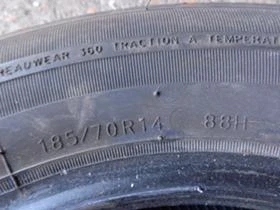 READWEAR 360 TRACTION A TEMPERAT
185/70R14 88H